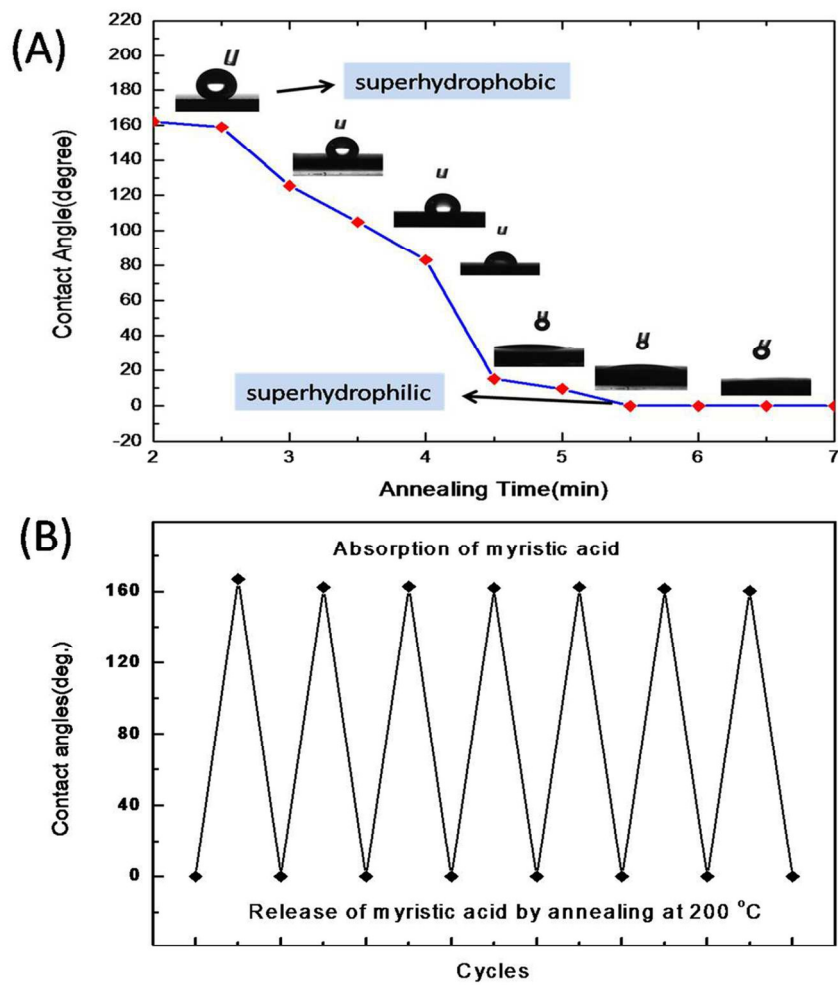 (A)
220
200
180
160
140
120
100
80
60
40
20
0
-20
Contact Angle(degree)
superhydrophobic
superhydrophilic
2 3 4 5 6 7
Annealing Time(min)
(B)
Absorption of myristic acid
160
120
80
40
0
Contact angles(deg.)
Release of myristic acid by annealing at 200 °C
Cycles